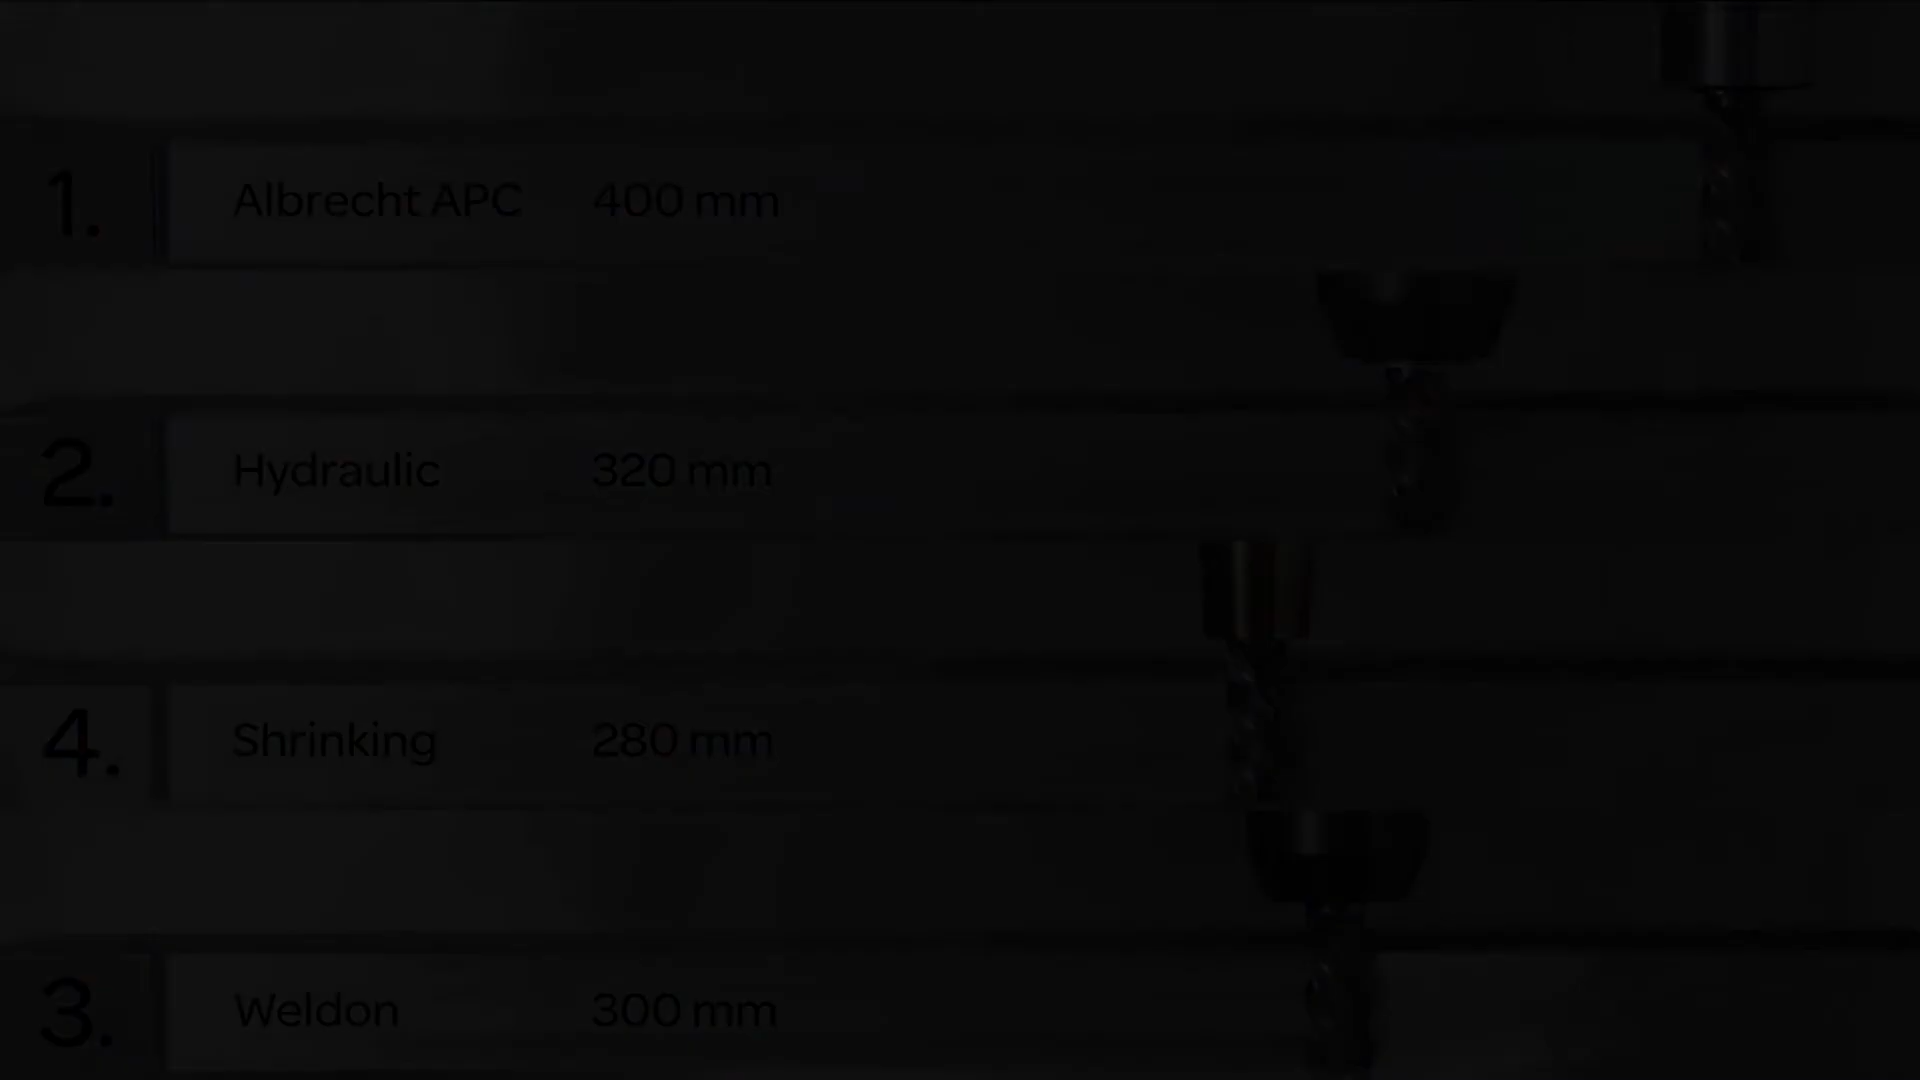 1. Albrecht APC 400 mm
2. Hydraulic 320 mm
4. Shrinking 280 mm
3. Weldon 300 mm